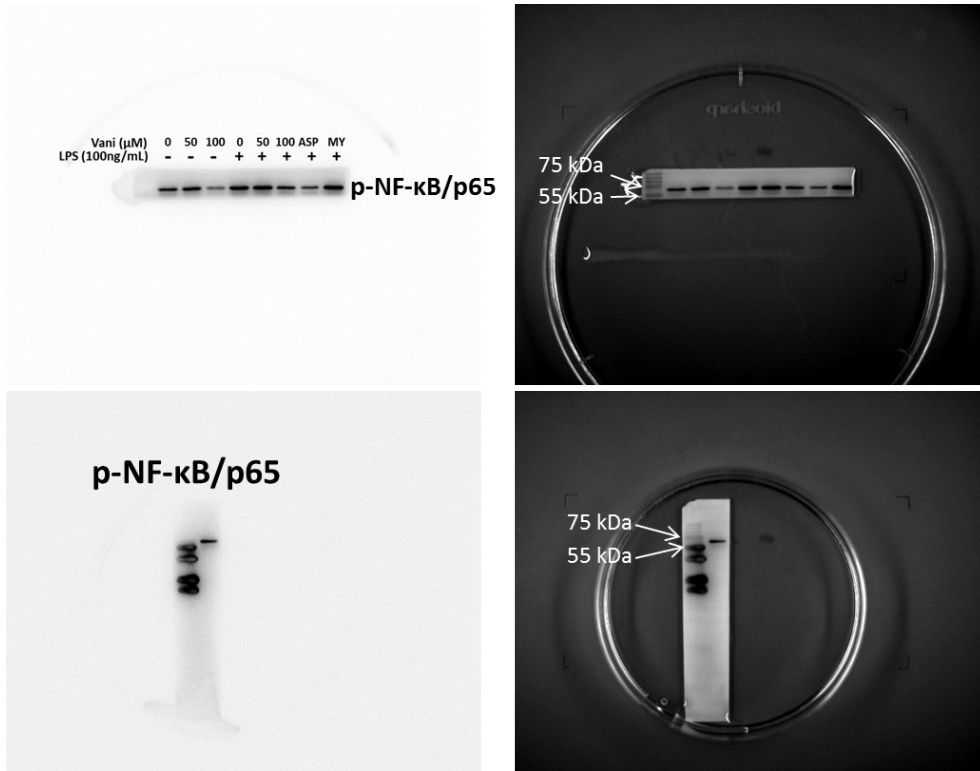 Vani (μM) 0 50 100 0 50 100 ASP MY
LPS (100ng/mL) - - - + + + + +
p-NF-κB/p65
biosharp
75 kDa
55 kDa
p-NF-κB/p65
75 kDa
55 kDa